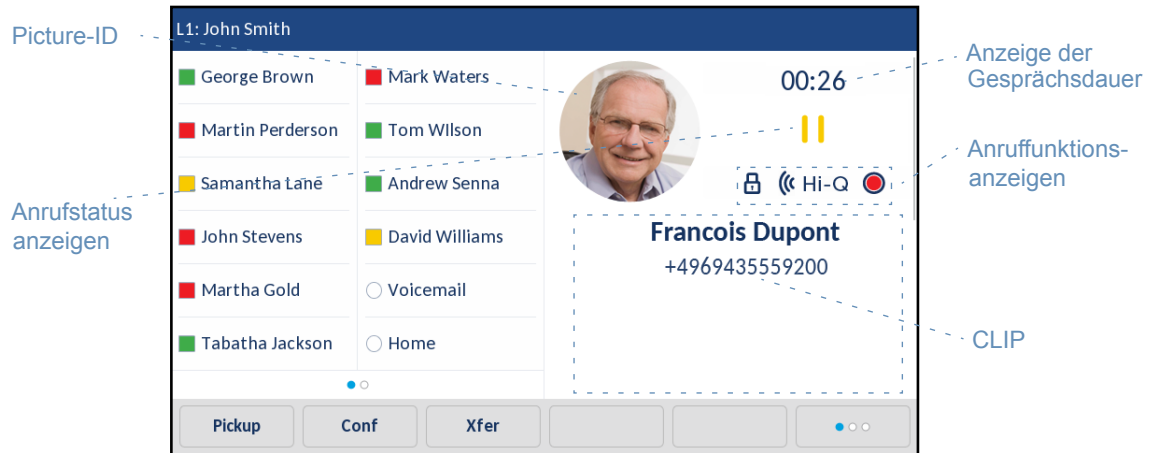 Picture-ID
L1: John Smith
George Brown
Mark Waters
Martin Perderson
Tom WIlson
Samantha Lane
Andrew Senna
John Stevens
David Williams
Martha Gold
Voicemail
Tabatha Jackson
Home
Pickup
Conf
Xfer
00:26
Hi-Q
Francois Dupont
+4969435559200
Anrufstatus
anzeigen
Anzeige der
Gesprächsdauer
Anruffunktions-
anzeigen
CLIP